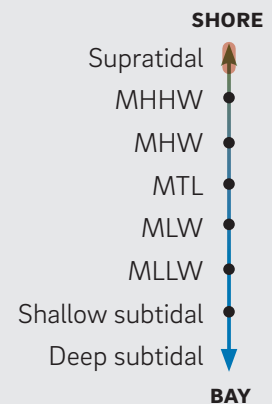 SHORE
Supratidal
MHHW
MHW
MTL
MLW
MLLW
Shallow subtidal
Deep subtidal
BAY